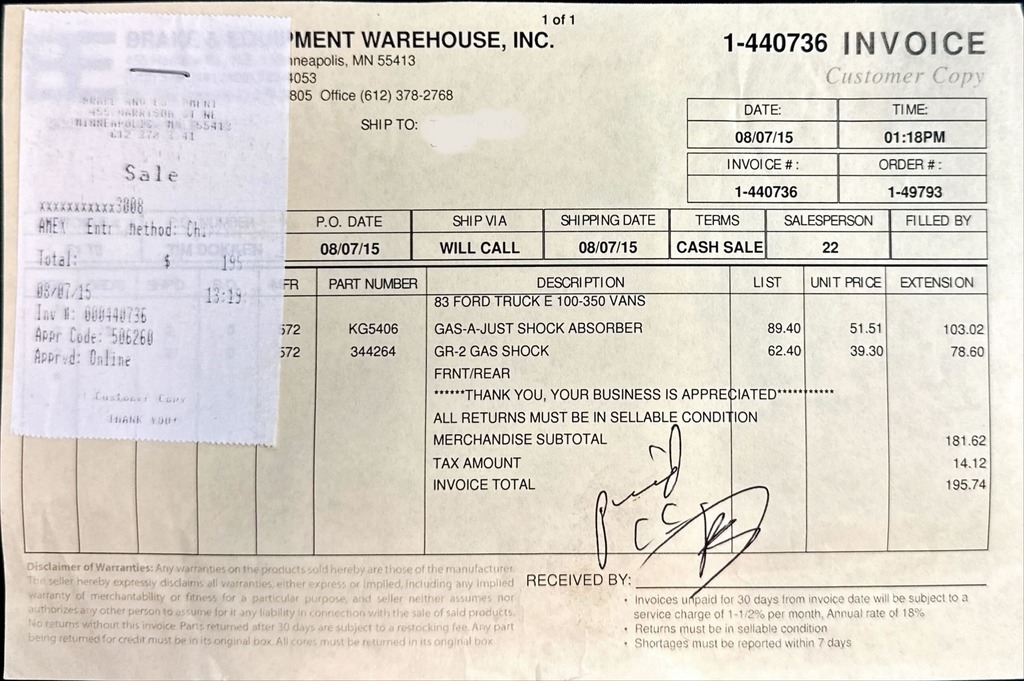 1 of 1
BRAKE & EQUIPMENT WAREHOUSE, INC.
1-440736 INVOICE
Customer Copy
nneapolis, MN 55413
4053
805 Office (612) 378-2768
SHIP TO:
DATE: TIME:
08/07/15 01:18PM
INVOICE #: ORDER #:
1-440736 1-49793
P.O. DATE SHIP VIA SHIPPING DATE TERMS SALESPERSON FILLED BY
08/07/15 WILL CALL 08/07/15 CASH SALE 22
FR PART NUMBER DESCRIPTION LIST UNIT PRICE EXTENSION
83 FORD TRUCK E 100-350 VANS
572 KG5406 GAS-A-JUST SHOCK ABSORBER 89.40 51.51 103.02
572 344264 GR-2 GAS SHOCK 62.40 39.30 78.60
FRNT/REAR
******THANK YOU, YOUR BUSINESS IS APPRECIATED***********
ALL RETURNS MUST BE IN SELLABLE CONDITION
MERCHANDISE SUBTOTAL 181.62
TAX AMOUNT 14.12
INVOICE TOTAL 195.74
paid
CC
RECEIVED BY:
• Invoices unpaid for 30 days from invoice date will be subject to a
service charge of 1-1/2% per month, Annual rate of 18%
• Returns must be in sellable condition
• Shortages must be reported within 7 days
Disclaimer of Warranties: Any warranties on the products sold hereby are those of the manufacturer.
The seller hereby expressly disclaims all warranties, either express or implied, including any implied
warranty of merchantability or fitness for a particular purpose, and seller neither assumes nor
authorizes any other person to assume for it any liability in connection with the sale of said products.
No returns without this invoice. Parts returned after 30 days are subject to a restocking fee. Any part
being returned for credit must be in its original box. All cores must be returned in its original box.
MINNEAPOLIS, MN 55413
Sale
xxxxxxxxxxx3008
AMEX Entr Method: Ch
Total: $ 195
08/07/15 13:19
Inv #: 000440736
Appr Code: 506260
Apprvd: Online
Customer Copy
THANK YOU!